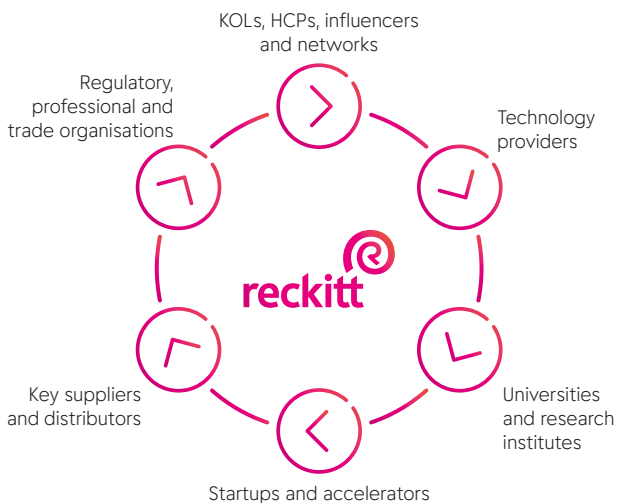 KOLs, HCPs, influencers
and networks
Regulatory,
professional and
trade organisations
Technology
providers
reckitt
Key suppliers
and distributors
Universities
and research
institutes
Startups and accelerators